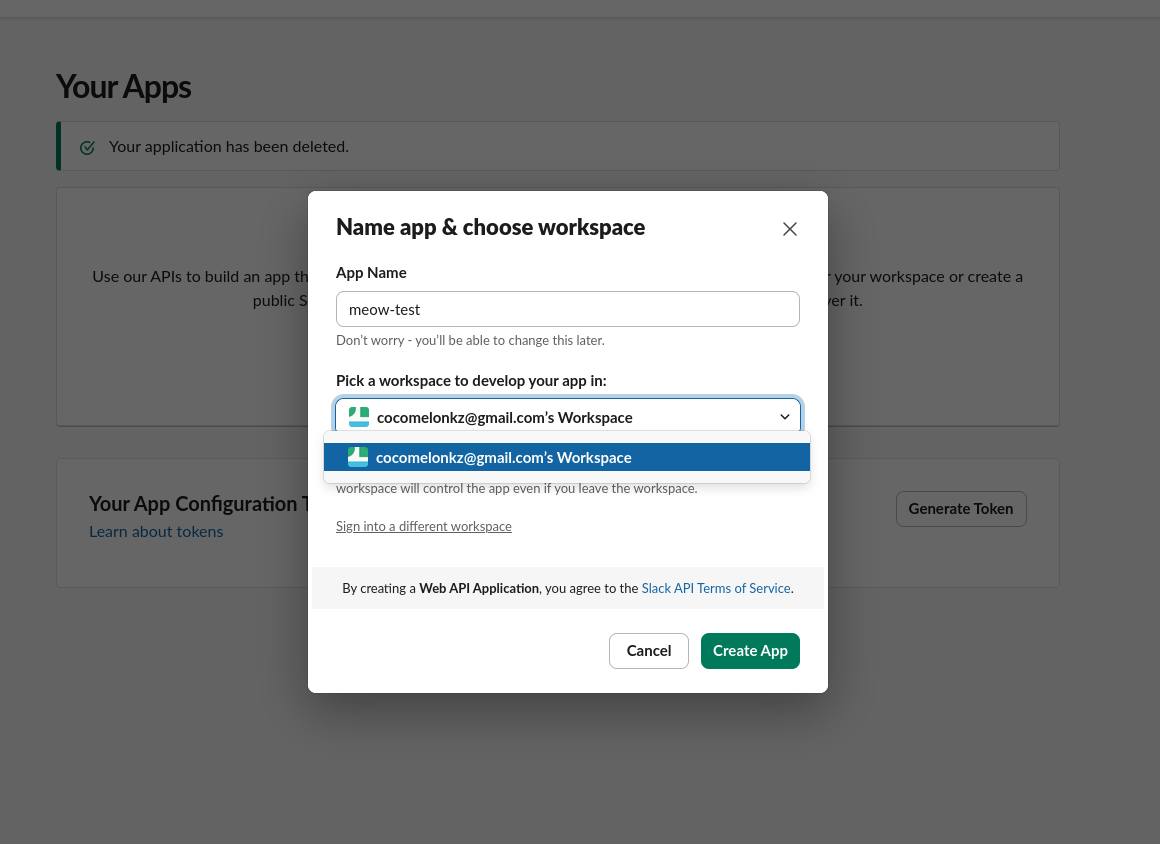 Your Apps
Your application has been deleted.
Use our APIs to build an app th
your workspace or create a
public S
er it.
Name app & choose workspace
App Name
meow-test
Don't worry - you'll be able to change this later.
Pick a workspace to develop your app in:
cocomelonkz@gmail.com's Workspace
cocomelonkz@gmail.com's Workspace
workspace will control the app even if you leave the workspace.
Sign into a different workspace
Your App Configuration T
Learn about tokens
Generate Token
By creating a Web API Application, you agree to the Slack API Terms of Service.
Cancel
Create App